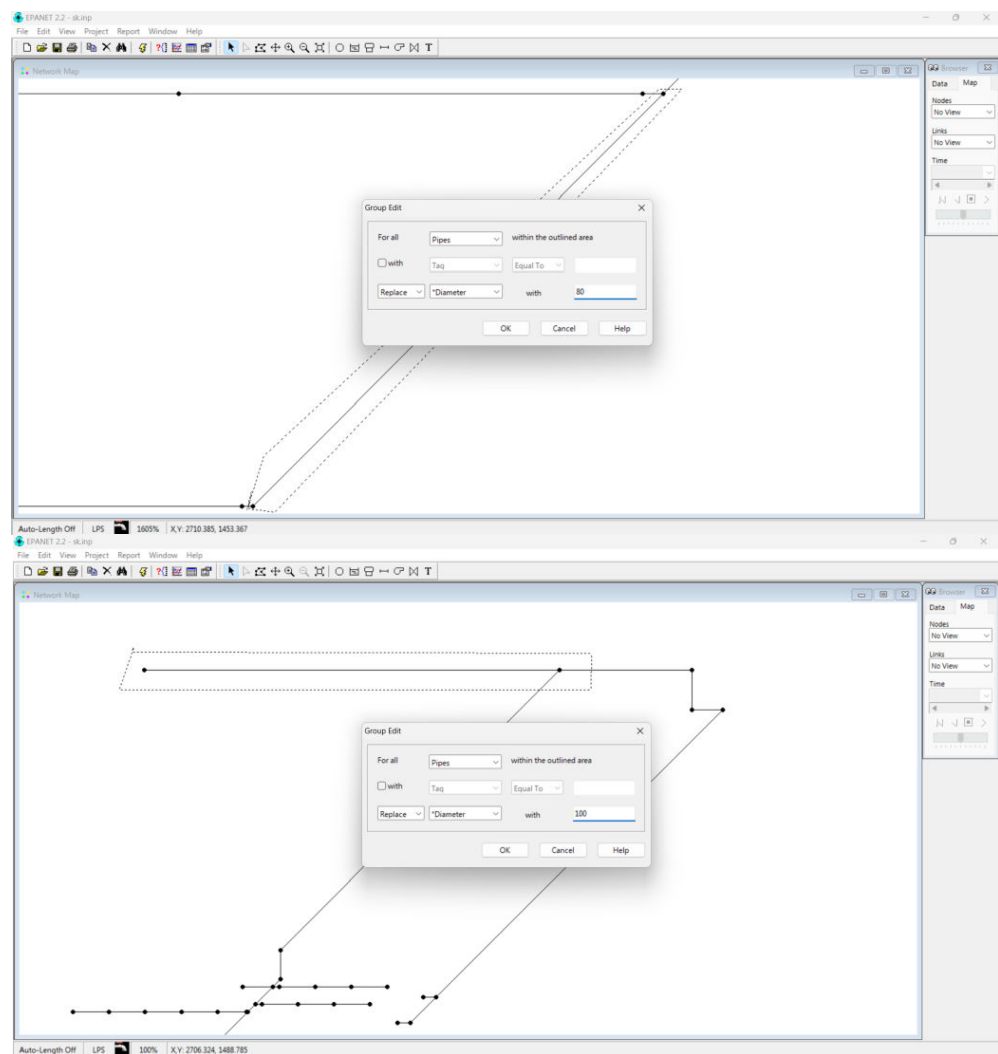 EPANET 2.2 - sk.inp
File Edit View Project Report Window Help
T
Network Map
Browser
Data Map
Nodes
No View
Links
No View
Time
Group Edit
For all Pipes within the outlined area
with Tag Equal To
Replace *Diameter with 80
OK Cancel Help
Auto-Length Off LPS 1605% X,Y: 2710.385, 1453.367
EPANET 2.2 - sk.inp
File Edit View Project Report Window Help
T
Network Map
Browser
Data Map
Nodes
No View
Links
No View
Time
Group Edit
For all Pipes within the outlined area
with Tag Equal To
Replace *Diameter with 100
OK Cancel Help
Auto-Length Off LPS 100% X,Y: 2706.324, 1488.785